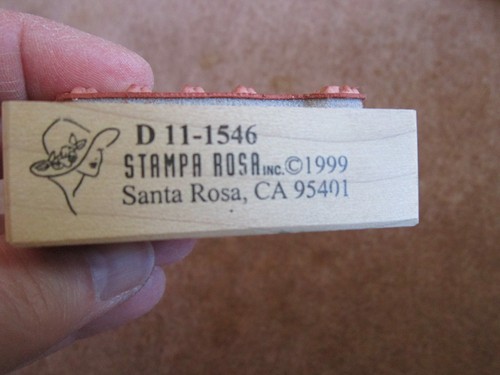 D 11-1546
STAMPA ROSA INC. ©1999
Santa Rosa, CA 95401